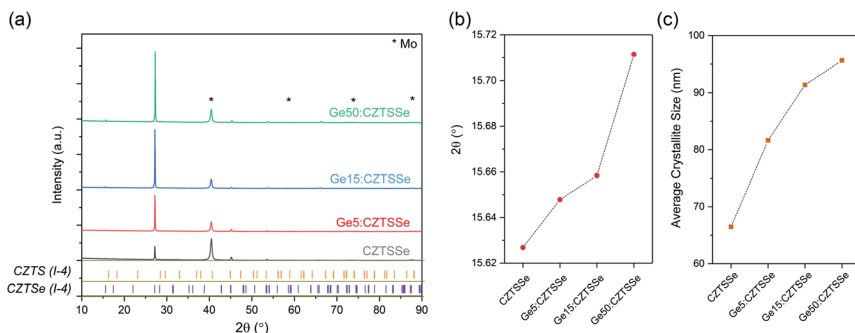 (a)
* Mo
* * * *
Ge50:CZTSSe
Ge15:CZTSSe
Ge5:CZTSSe
CZTSSe
Intensity (a.u.)
CZTS (I-4)
CZTSe (I-4)
10 20 30 40 50 60 70 80 90
2θ (°)
(b)
15.72
15.70
15.68
15.66
15.64
15.62
2θ (°)
CZTSSe
Ge5:CZTSSe
Ge15:CZTSSe
Ge50:CZTSSe
(c)
100
90
80
70
60
Average Crystallite Size (nm)
CZTSSe
Ge5:CZTSSe
Ge15:CZTSSe
Ge50:CZTSSe